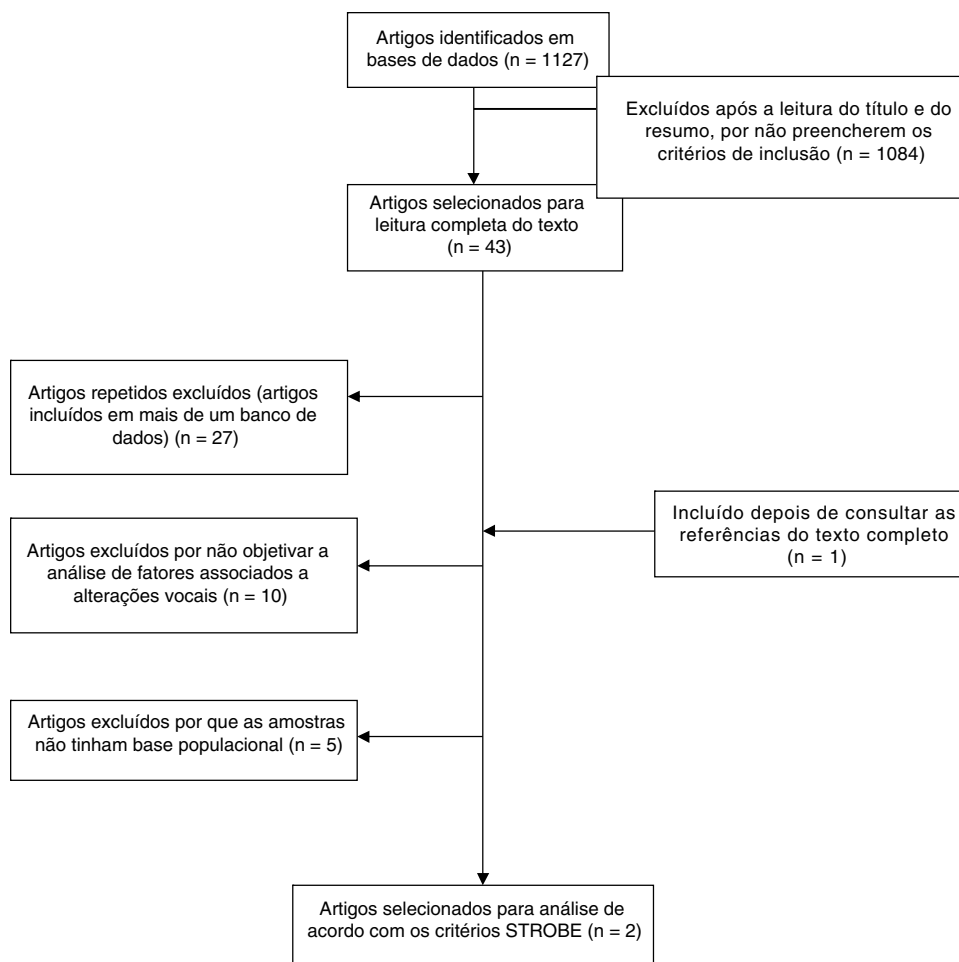 Artigos identificados em
bases de dados (n = 1127)
Excluídos após a leitura do título e do
resumo, por não preencherem os
critérios de inclusão (n = 1084)
Artigos selecionados para
leitura completa do texto
(n = 43)
Artigos repetidos excluídos (artigos
incluídos em mais de um banco de
dados) (n = 27)
Incluído depois de consultar as
referências do texto completo
(n = 1)
Artigos excluídos por não objetivar a
análise de fatores associados a
alterações vocais (n = 10)
Artigos excluídos por que as amostras
não tinham base populacional (n = 5)
Artigos selecionados para análise de
acordo com os critérios STROBE (n = 2)